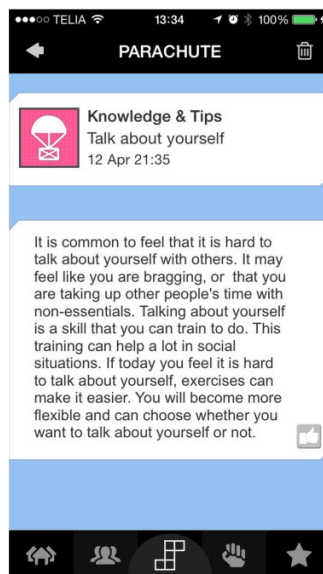 TELIA 13:34 100%
PARACHUTE
Knowledge & Tips
Talk about yourself
12 Apr 21:35
It is common to feel that it is hard to
talk about yourself with others. It may
feel like you are bragging, or that you
are taking up other people's time with
non-essentials. Talking about yourself
is a skill that you can train to do. This
training can help a lot in social
situations. If today you feel it is hard
to talk about yourself, exercises can
make it easier. You will become more
flexible and can choose whether you
want to talk about yourself or not.